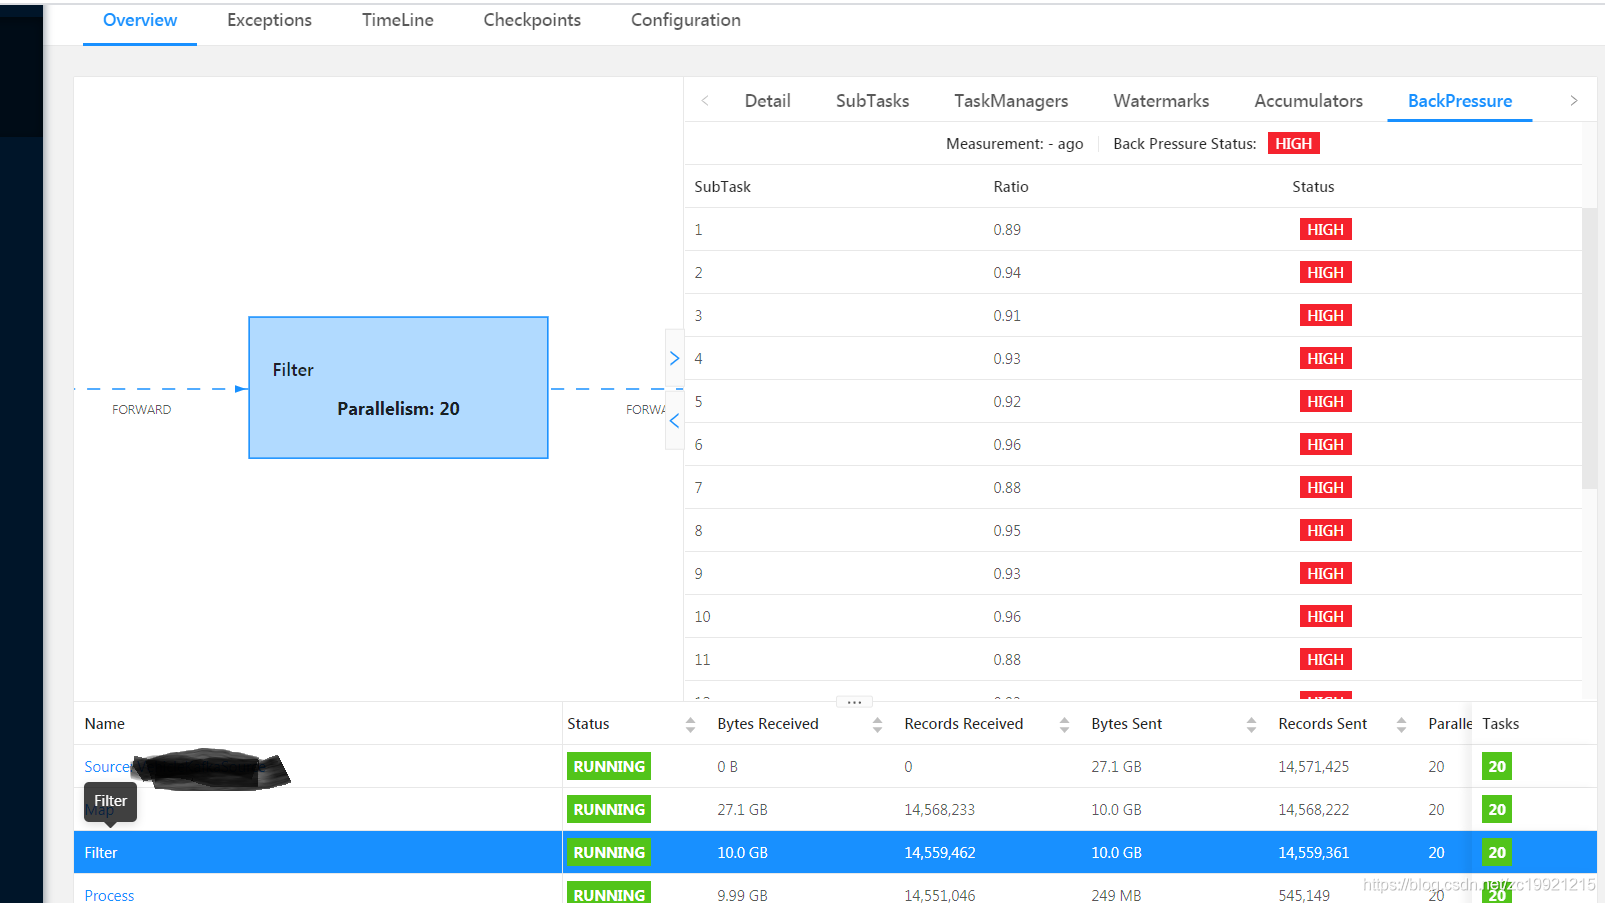 Overview Exceptions TimeLine Checkpoints Configuration
Detail SubTasks TaskManagers Watermarks Accumulators BackPressure
Measurement: - ago Back Pressure Status: HIGH
SubTask Ratio Status
1 0.89 HIGH
2 0.94 HIGH
3 0.91 HIGH
4 0.93 HIGH
5 0.92 HIGH
6 0.96 HIGH
7 0.88 HIGH
8 0.95 HIGH
9 0.93 HIGH
10 0.96 HIGH
11 0.88 HIGH
HIGH
Filter
Parallelism: 20
FORWARD
FORWA
Name Status Bytes Received Records Received Bytes Sent Records Sent Paralle Tasks
Source RUNNING 0 B 0 27.1 GB 14,571,425 20 20
Filter
Map RUNNING 27.1 GB 14,568,233 10.0 GB 14,568,222 20 20
Filter RUNNING 10.0 GB 14,559,462 10.0 GB 14,559,361 20 20
Process RUNNING 9.99 GB 14,551,046 249 MB 545,149 20 20
https://blog.csdn.net/zc19921215